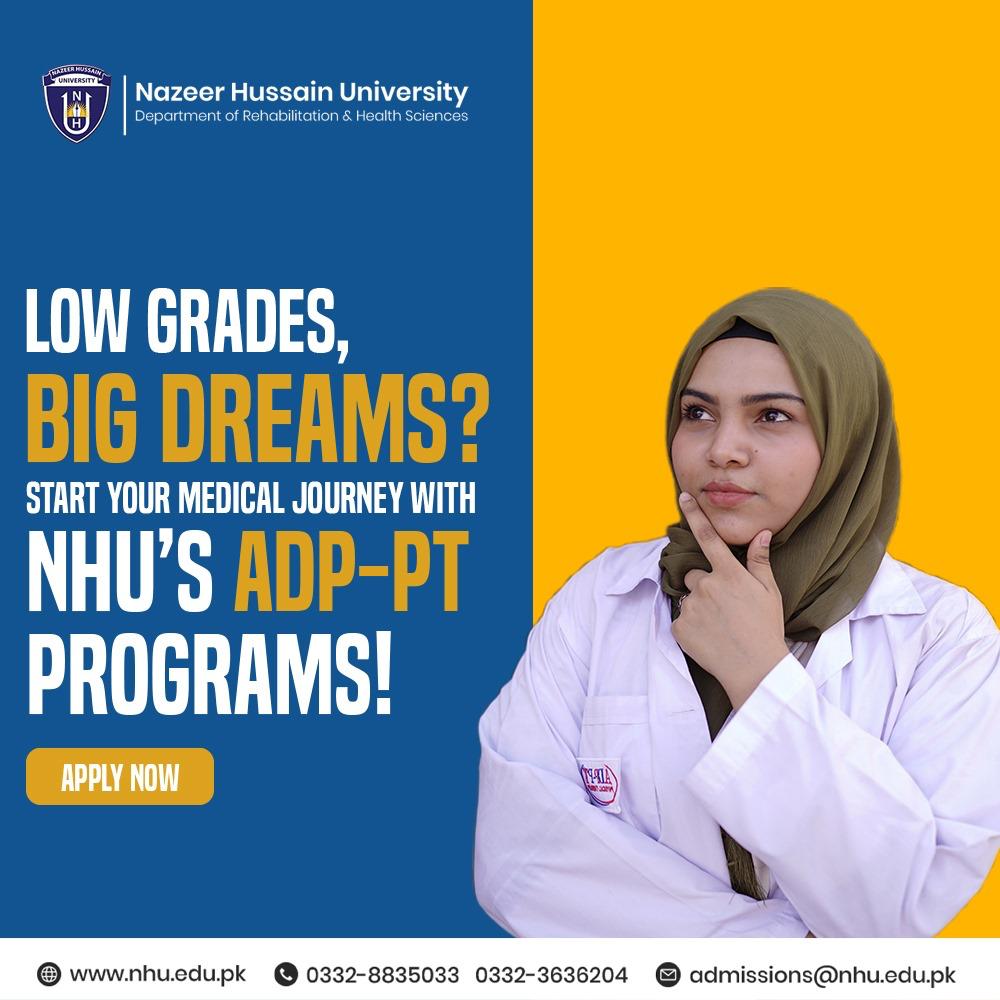 NAZEER HUSSAIN
UNIVERSITY
N
U
H
Nazeer Hussain University
Department of Rehabilitation & Health Sciences
LOW GRADES,
BIG DREAMS?
START YOUR MEDICAL JOURNEY WITH
NHU'S ADP-PT
PROGRAMS!
APPLY NOW
ADP-PT
www.nhu.edu.pk 0332-8835033 0332-3636204 admissions@nhu.edu.pk